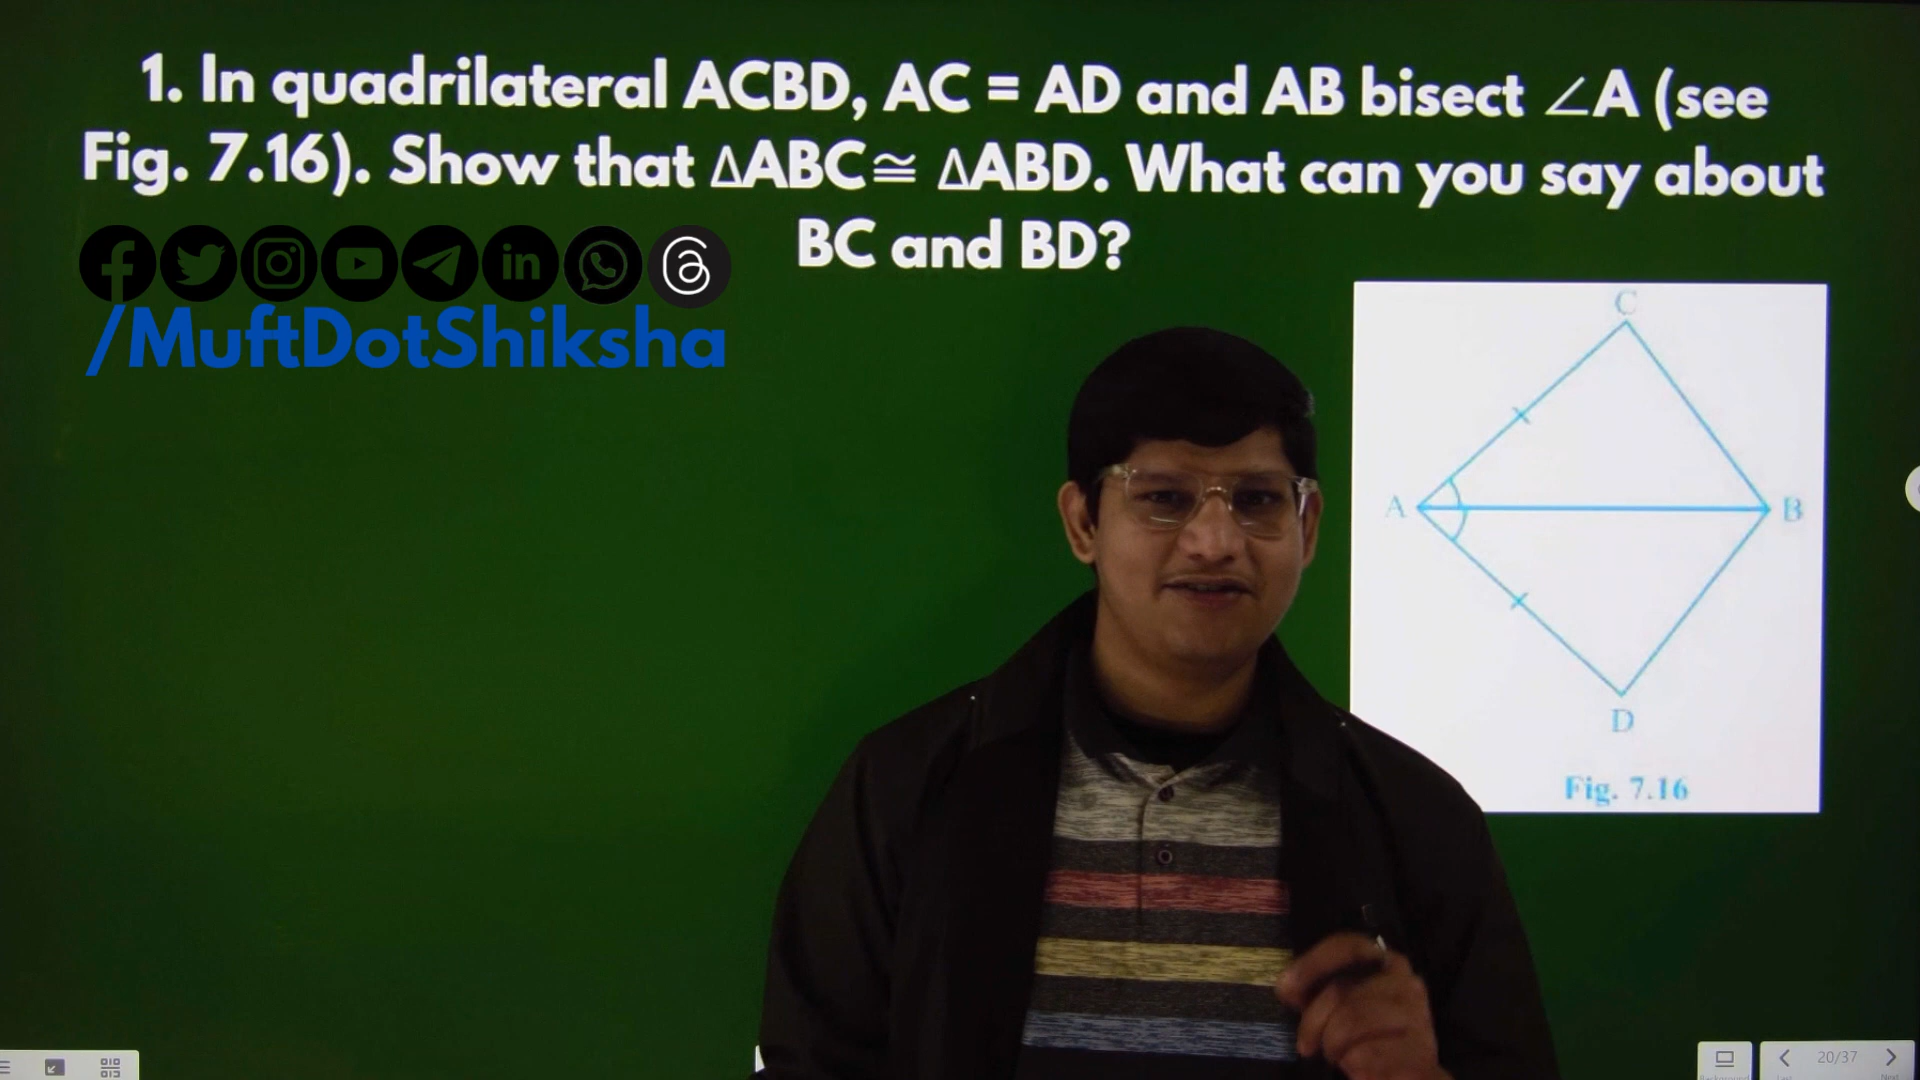 1. In quadrilateral ACBD, AC = AD and AB bisect ∠A (see
Fig. 7.16). Show that ΔABC≅ ΔABD. What can you say about
BC and BD?
/MuftDotShiksha
C
A
B
D
Fig. 7.16
20/37
Next